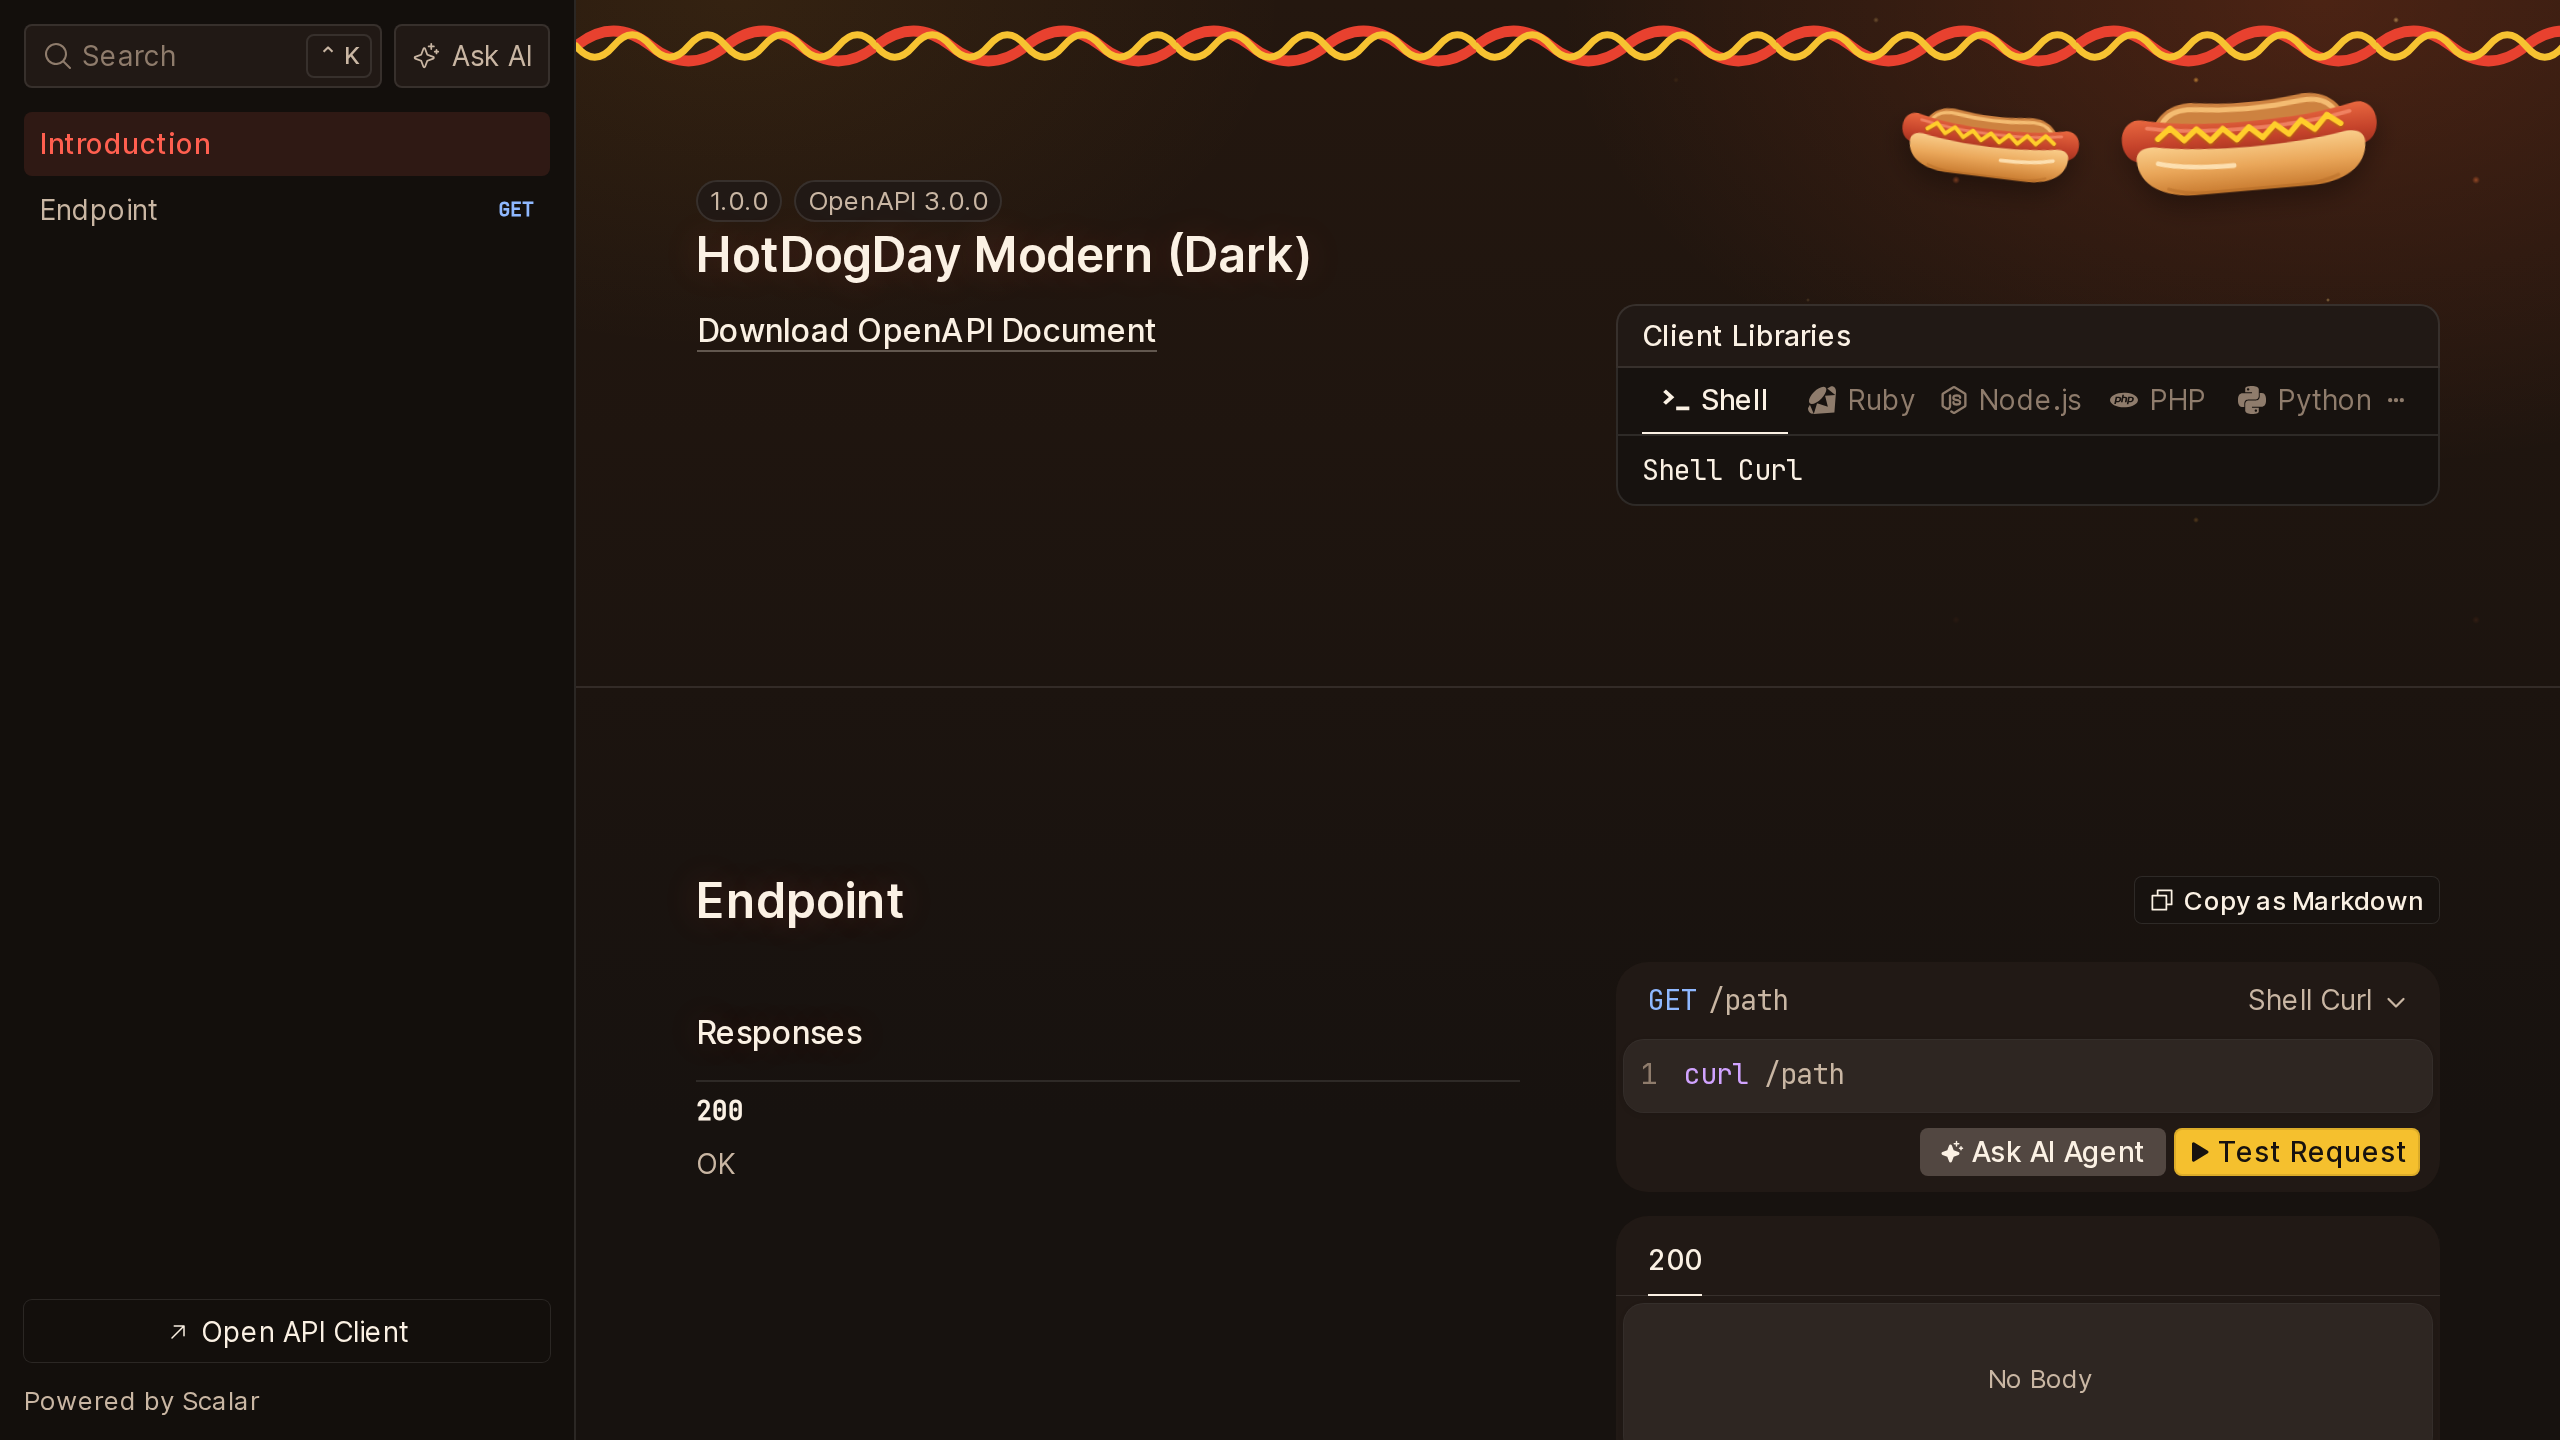 Search
⌃ K
Ask AI
Introduction
Endpoint
GET
Open API Client
Powered by Scalar
1.0.0
OpenAPI 3.0.0
HotDogDay Modern (Dark)
Download OpenAPI Document
Client Libraries
Shell
Ruby
Node.js
PHP
Python
Shell Curl
Endpoint
Copy as Markdown
Responses
200
OK
GET /path
Shell Curl
1 curl /path
Ask AI Agent
Test Request
200
No Body